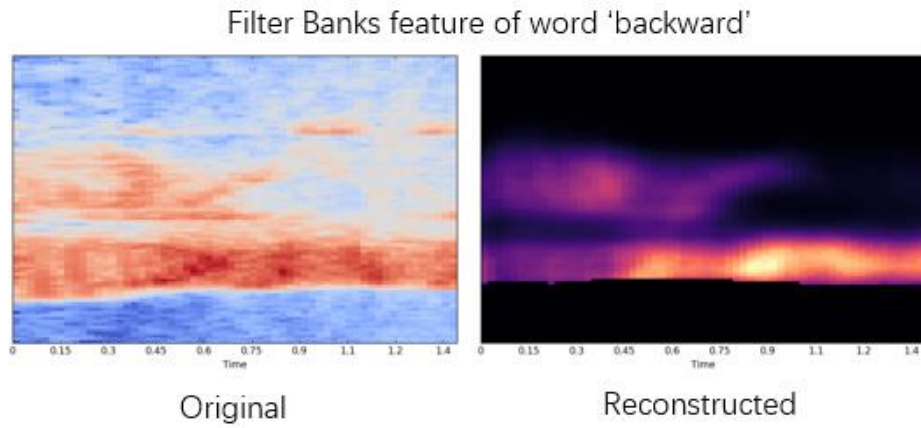 Filter Banks feature of word ‘backward’
0 0.15 0.3 0.45 0.6 0.75 0.9 1.1 1.2 1.4
Time
0 0.15 0.3 0.45 0.6 0.75 0.9 1.1 1.2 1.4
Time
Original
Reconstructed